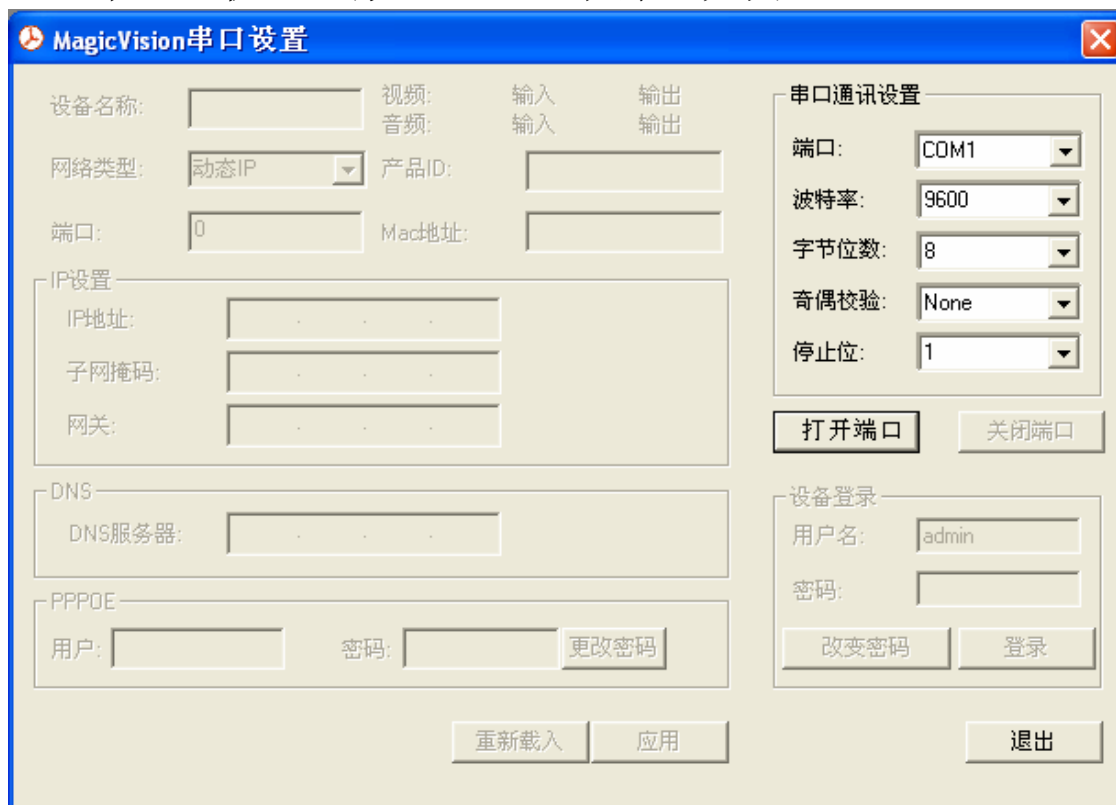 MagicVision串口设置
设备名称:
视频: 输入 输出
音频: 输入 输出
网络类型: 动态IP 产品ID:
端口: 0 Mac地址:
IP设置
IP地址: . . .
子网掩码: . . .
网关: . . .
DNS
DNS服务器: . . .
PPPOE
用户: 密码: 更改密码
重新载入 应用
串口通讯设置
端口: COM1
波特率: 9600
字节位数: 8
奇偶校验: None
停止位: 1
打开端口 关闭端口
设备登录
用户名: admin
密码:
改变密码 登录
退出